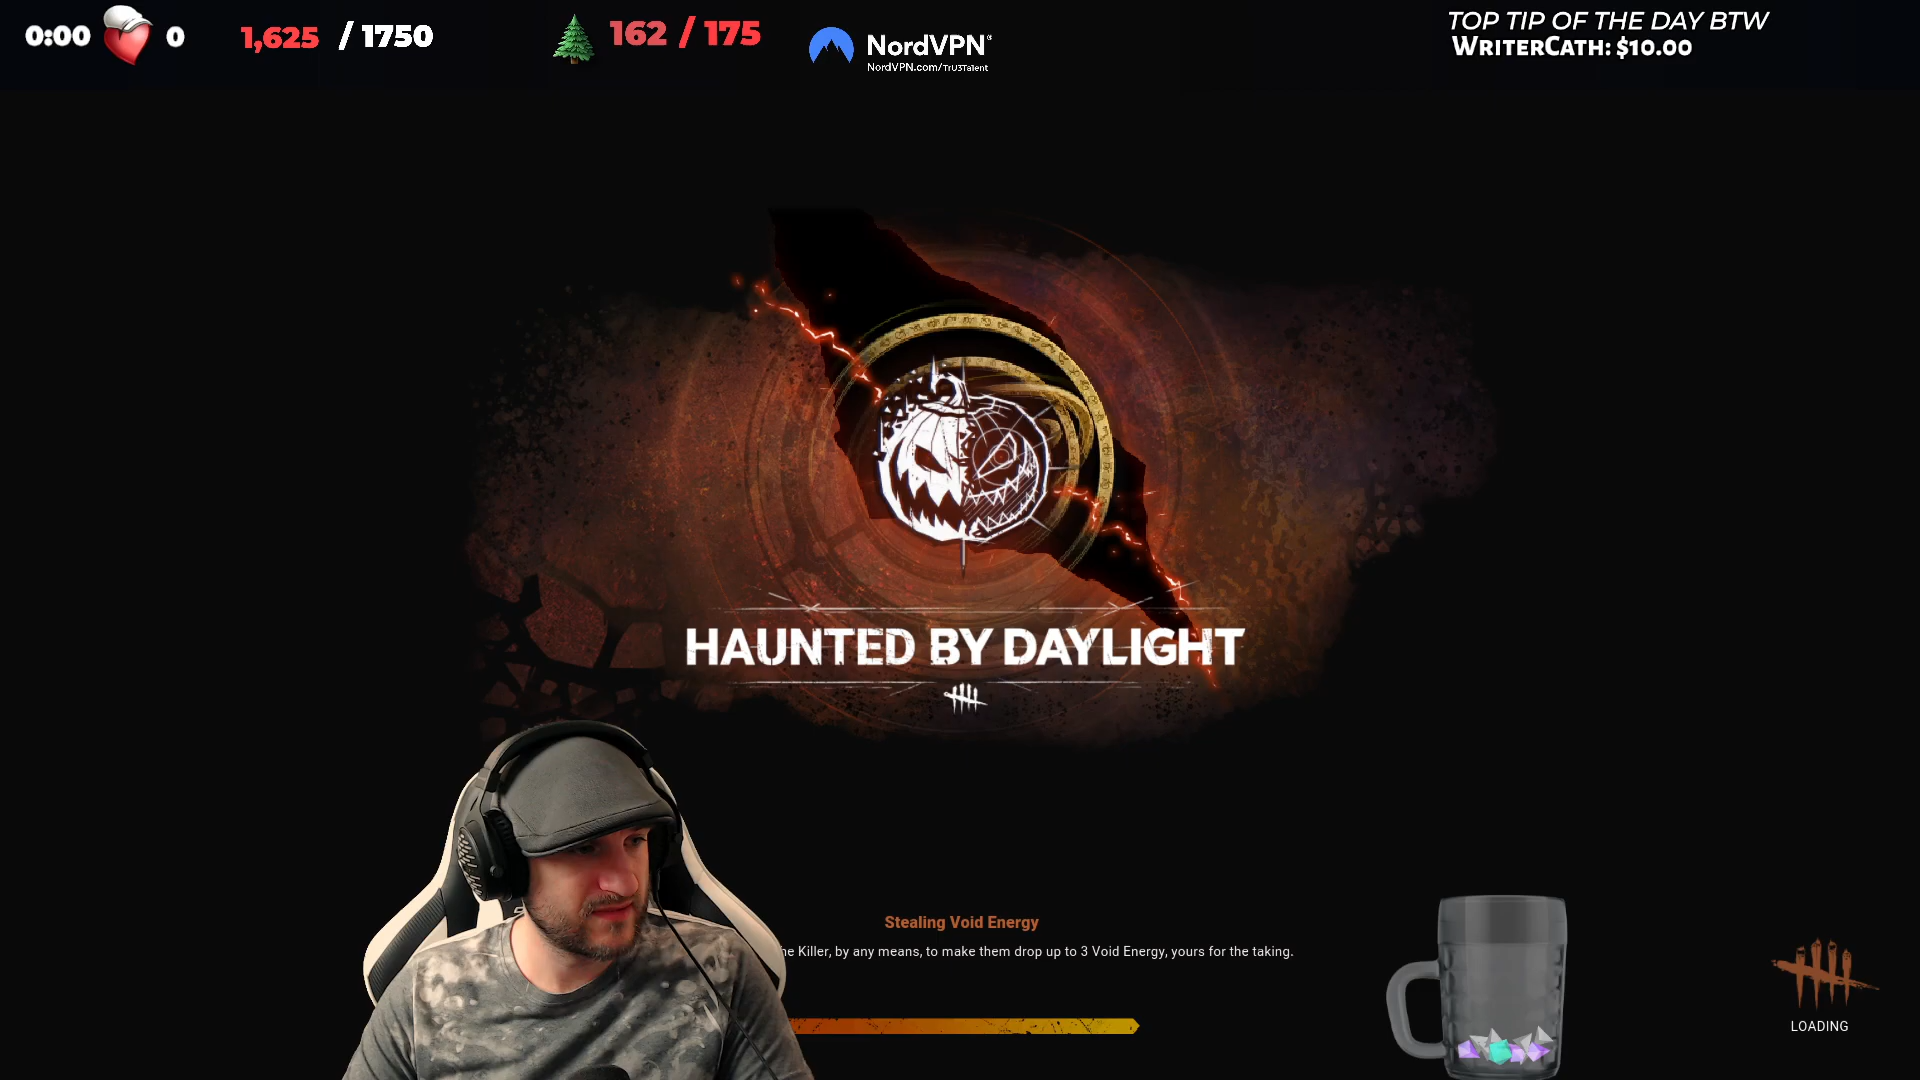 0:00 0 1,625 / 1750 162 / 175
NordVPN®
NordVPN.com/Tru3Talent
TOP TIP OF THE DAY BTW
WriterCath: $10.00
HAUNTED BY DAYLIGHT
Stealing Void Energy
he Killer, by any means, to make them drop up to 3 Void Energy, yours for the taking.
LOADING